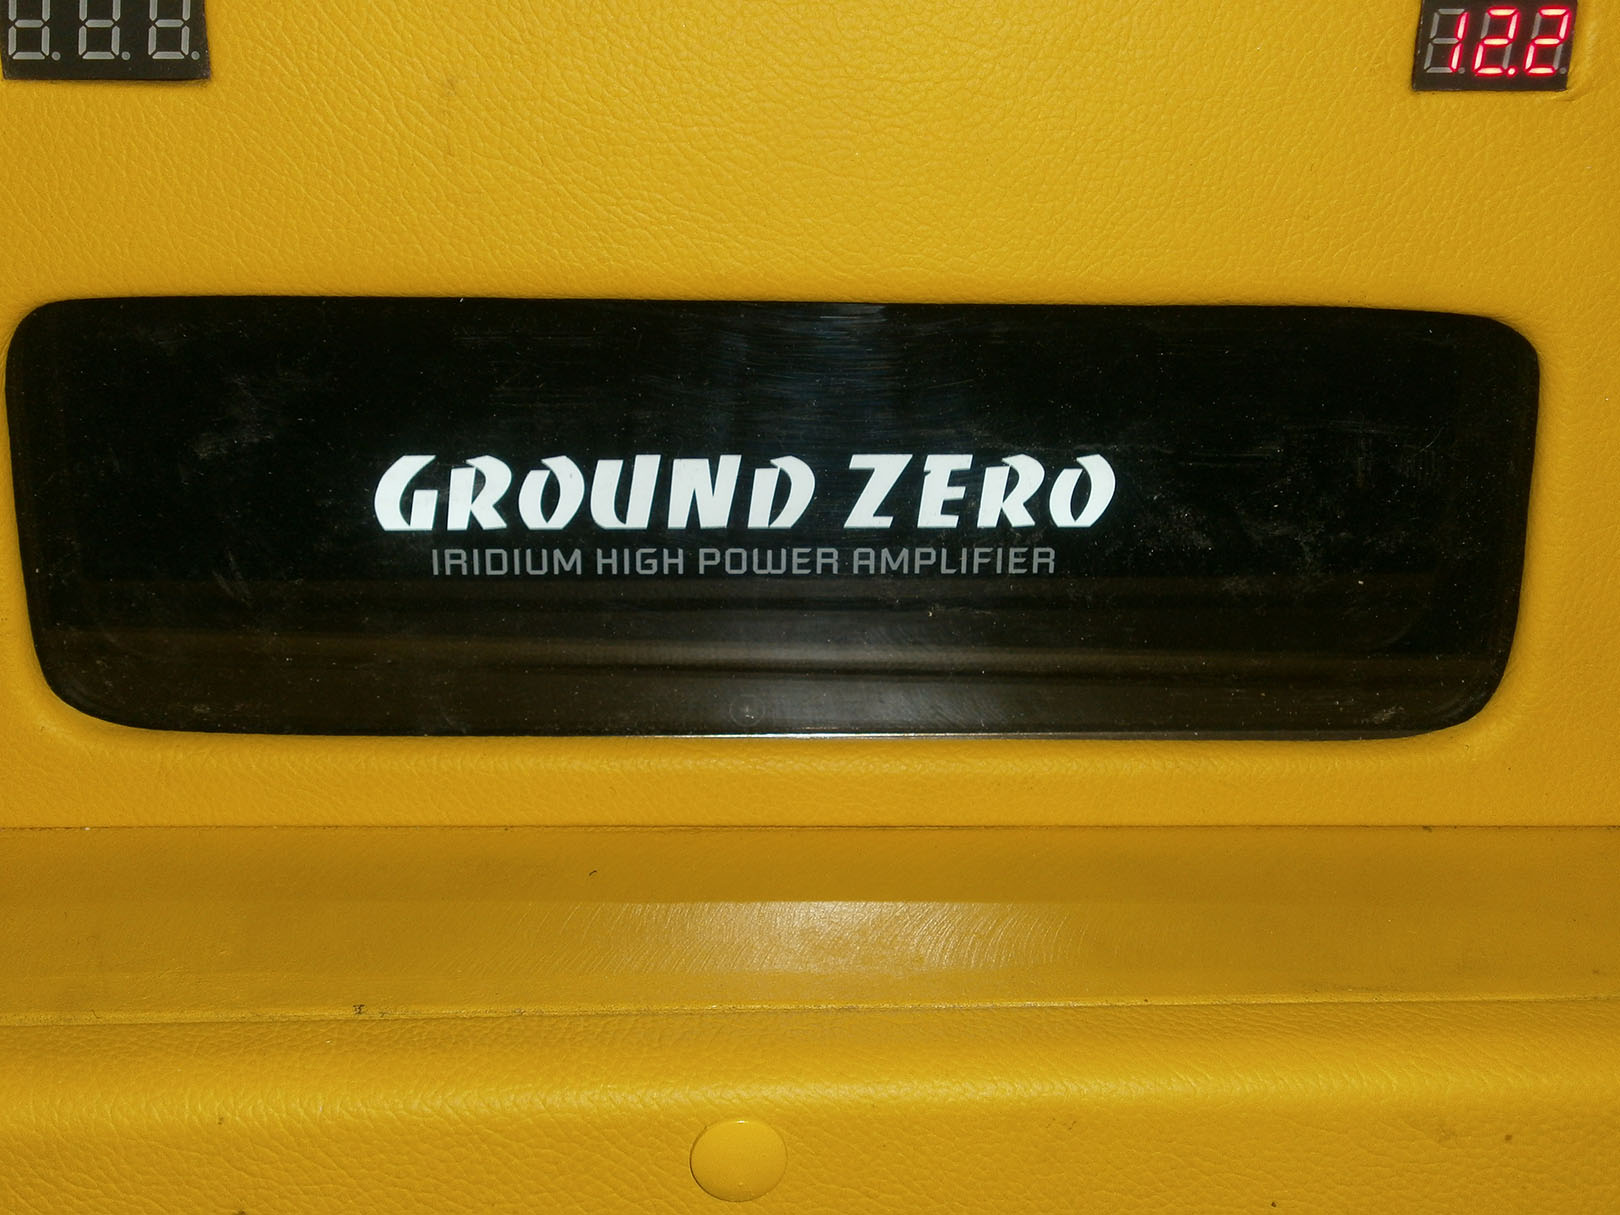 12.2
GROUND ZERO
IRIDIUM HIGH POWER AMPLIFIER